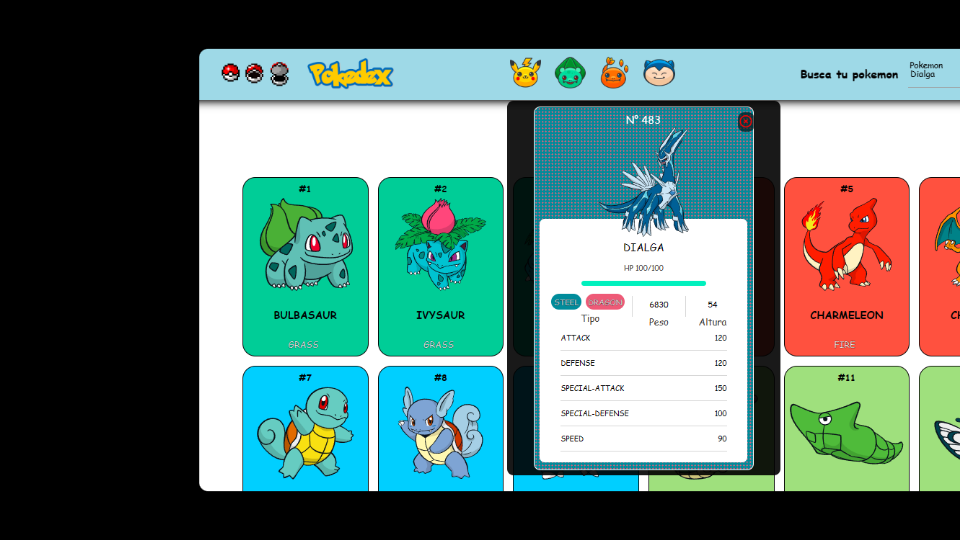 Pokedex
Busca tu pokemon
Pokemon
Dialga
N° 483
DIALGA
HP 100/100
STEEL DRAGON
Tipo
6830
Peso
54
Altura
ATTACK 120
DEFENSE 120
SPECIAL-ATTACK 150
SPECIAL-DEFENSE 100
SPEED 90
#1
BULBASAUR
GRASS
#2
IVYSAUR
GRASS
#5
CHARMELEON
FIRE
#7
#8
#11